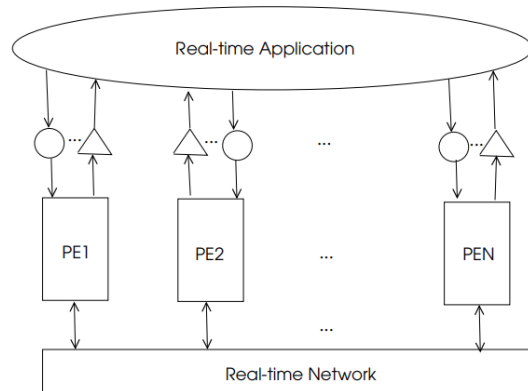 Real-time Application
... ... ... ...
PE1 PE2 ... PEN
...
Real-time Network